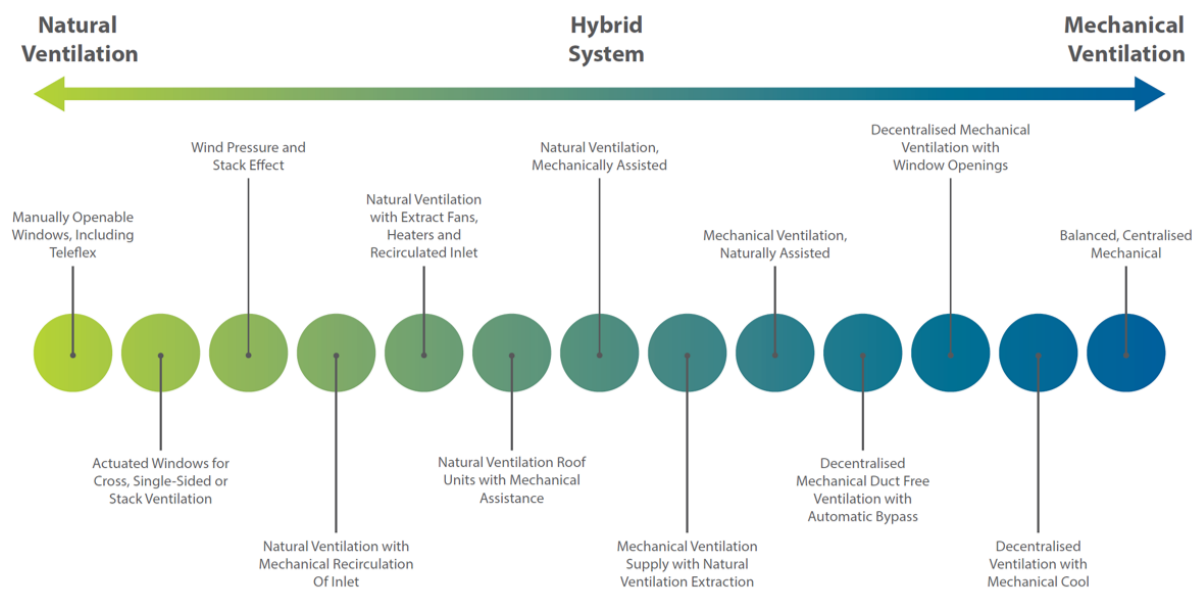 Natural
Ventilation
Hybrid
System
Mechanical
Ventilation
Manually Openable
Windows, Including
Teleflex
Actuated Windows for
Cross, Single-Sided or
Stack Ventilation
Wind Pressure and
Stack Effect
Natural Ventilation with
Mechanical Recirculation
Of Inlet
Natural Ventilation
with Extract Fans,
Heaters and
Recirculated Inlet
Natural Ventilation Roof
Units with Mechanical
Assistance
Natural Ventilation,
Mechanically Assisted
Mechanical Ventilation
Supply with Natural
Ventilation Extraction
Mechanical Ventilation,
Naturally Assisted
Decentralised
Mechanical Duct Free
Ventilation with
Automatic Bypass
Decentralised Mechanical
Ventilation with
Window Openings
Decentralised
Ventilation with
Mechanical Cool
Balanced, Centralised
Mechanical